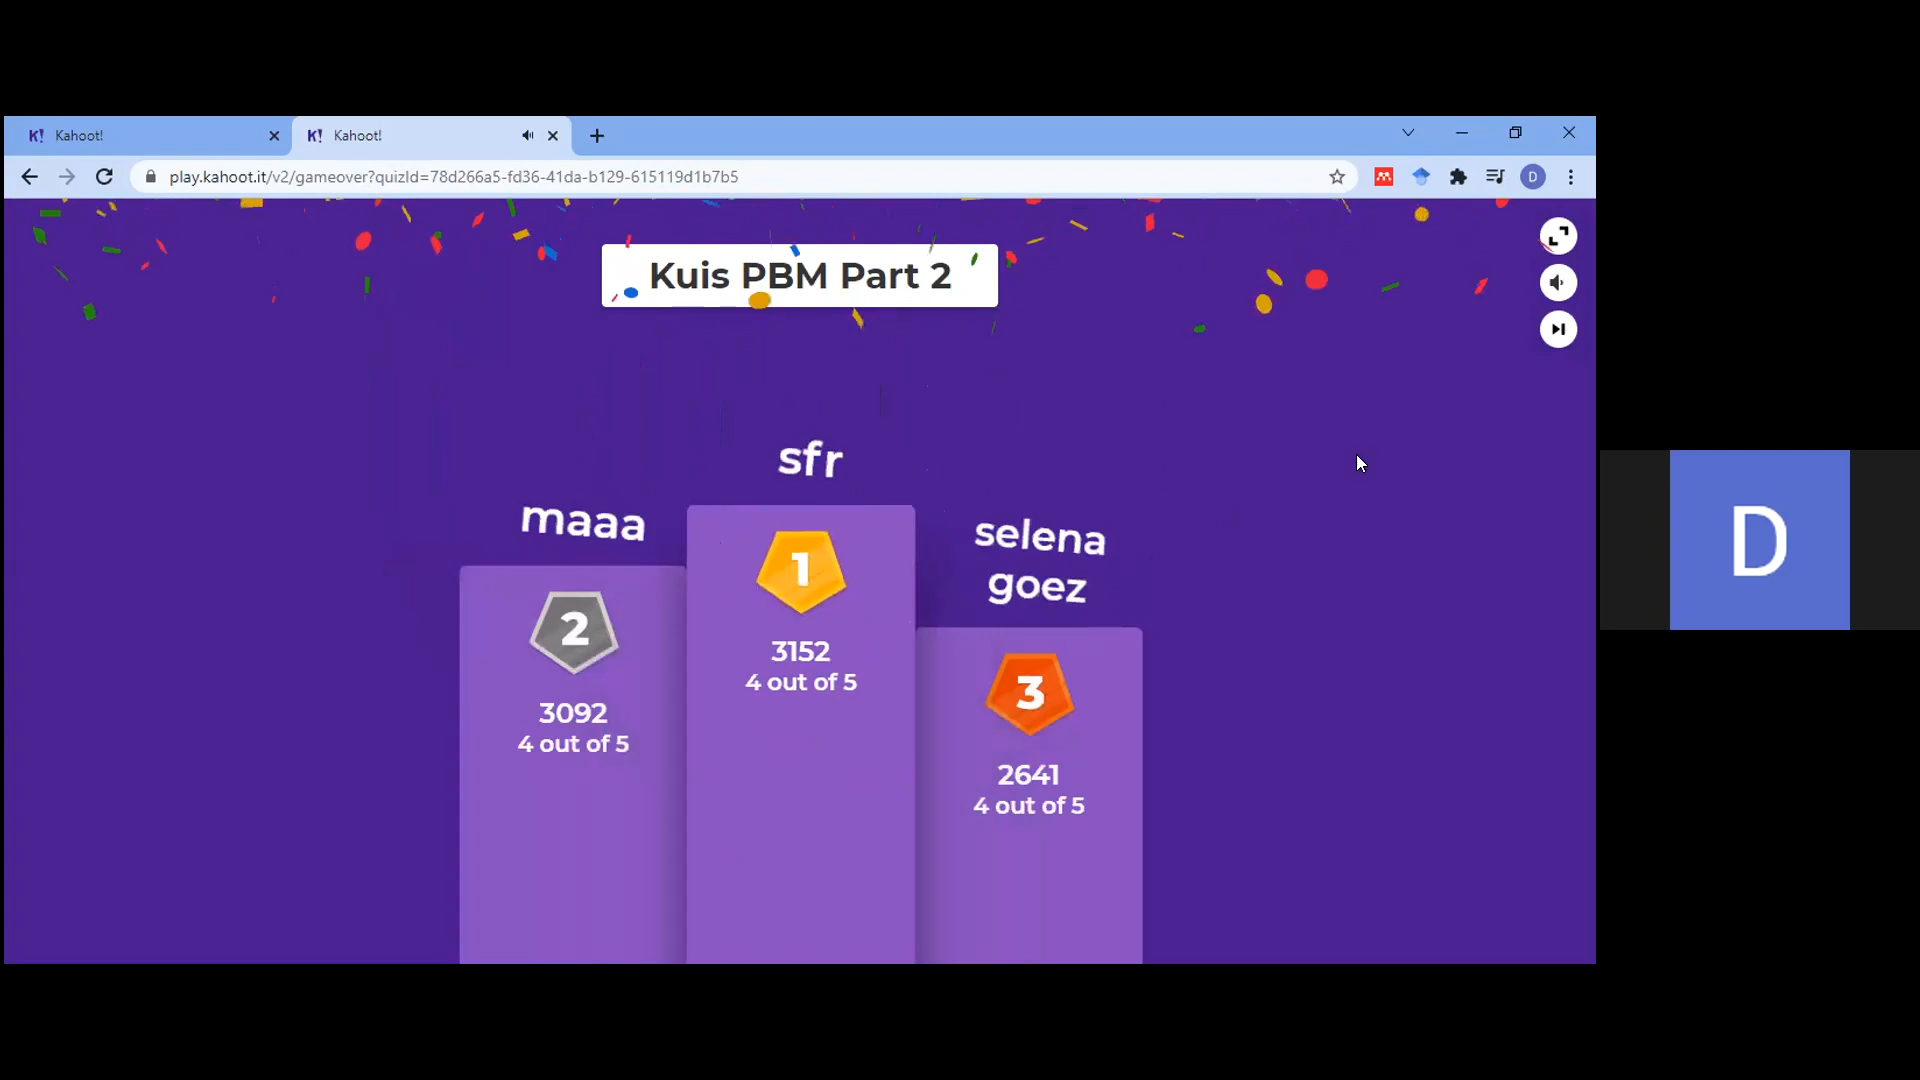 K! Kahoot!
K! Kahoot!
play.kahoot.it/v2/gameover?quizId=78d266a5-fd36-41da-b129-615119d1b7b5
D
Kuis PBM Part 2
sfr
maaa
selena
goez
1
3152
4 out of 5
2
3092
4 out of 5
3
2641
4 out of 5
D